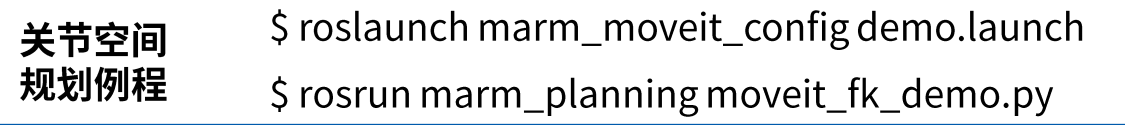 关节空间
规划例程
$ roslaunch marm_moveit_config demo.launch
$ rosrun marm_planning moveit_fk_demo.py